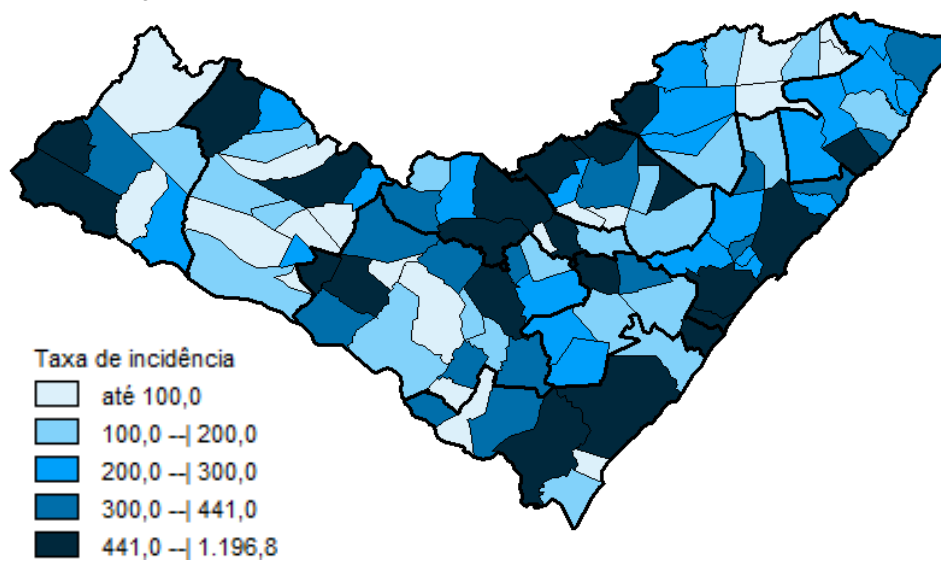 Taxa de incidência
até 100,0
100,0 --| 200,0
200,0 --| 300,0
300,0 --| 441,0
441,0 --| 1.196,8